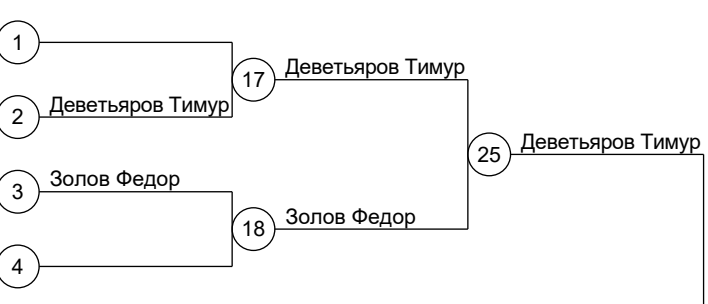 1
17 Деветьяров Тимур
2 Деветьяров Тимур
25 Деветьяров Тимур
3 Золов Федор
18 Золов Федор
4